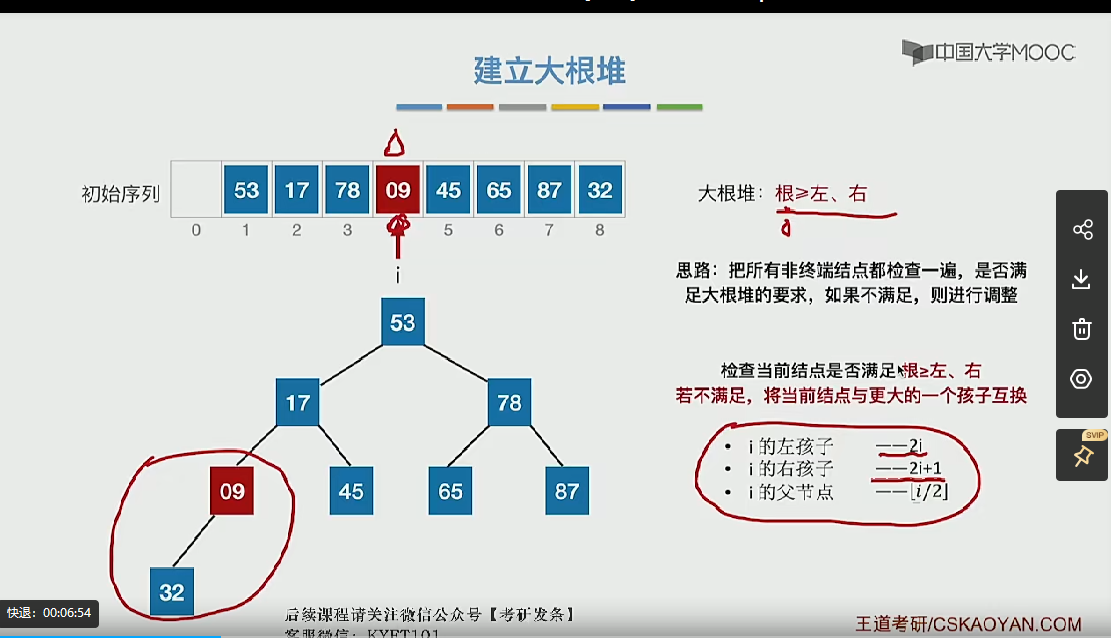 中国大学MOOC
建立大根堆
初始序列 53 17 78 09 45 65 87 32
0 1 2 3 5 6 7 8
i
大根堆：根≥左、右
思路：把所有非终端结点都检查一遍，是否满
足大根堆的要求，如果不满足，则进行调整
检查当前结点是否满足 根≥左、右
若不满足，将当前结点与更大的一个孩子互换
• i 的左孩子 ——2i
• i 的右孩子 ——2i+1
• i 的父节点 ——⌊i/2⌋
53
17 78
09 45 65 87
32
SVIP
快退：00:06:54
后续课程请关注微信公众号【考研发条】
客服微信：KYFT101
王道考研/CSKAOYAN.COM